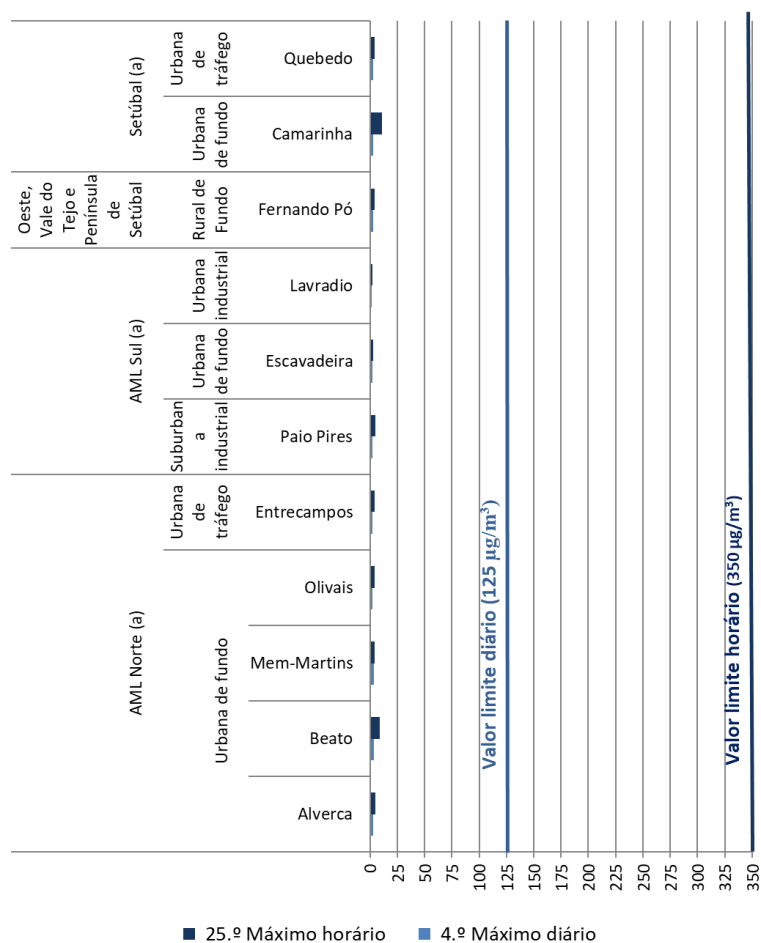 Setúbal (a)
Urbana
de
tráfego
Quebedo
Urbana
de fundo
Camarinha
Oeste,
Vale do
Tejo e
Península
de
Setúbal
Rural de
Fundo
Fernando Pó
AML Sul (a)
Urbana
industrial
Lavradio
Urbana
de fundo
Escavadeira
Suburban
a
industrial
Paio Pires
AML Norte (a)
Urbana
de
tráfego
Entrecampos
Urbana de fundo
Olivais
Mem-Martins
Beato
Alverca
Valor limite diário (125 µg/m³)
Valor limite horário (350 µg/m³)
0
25
50
75
100
125
150
175
200
225
250
275
300
325
350
25.º Máximo horário
4.º Máximo diário